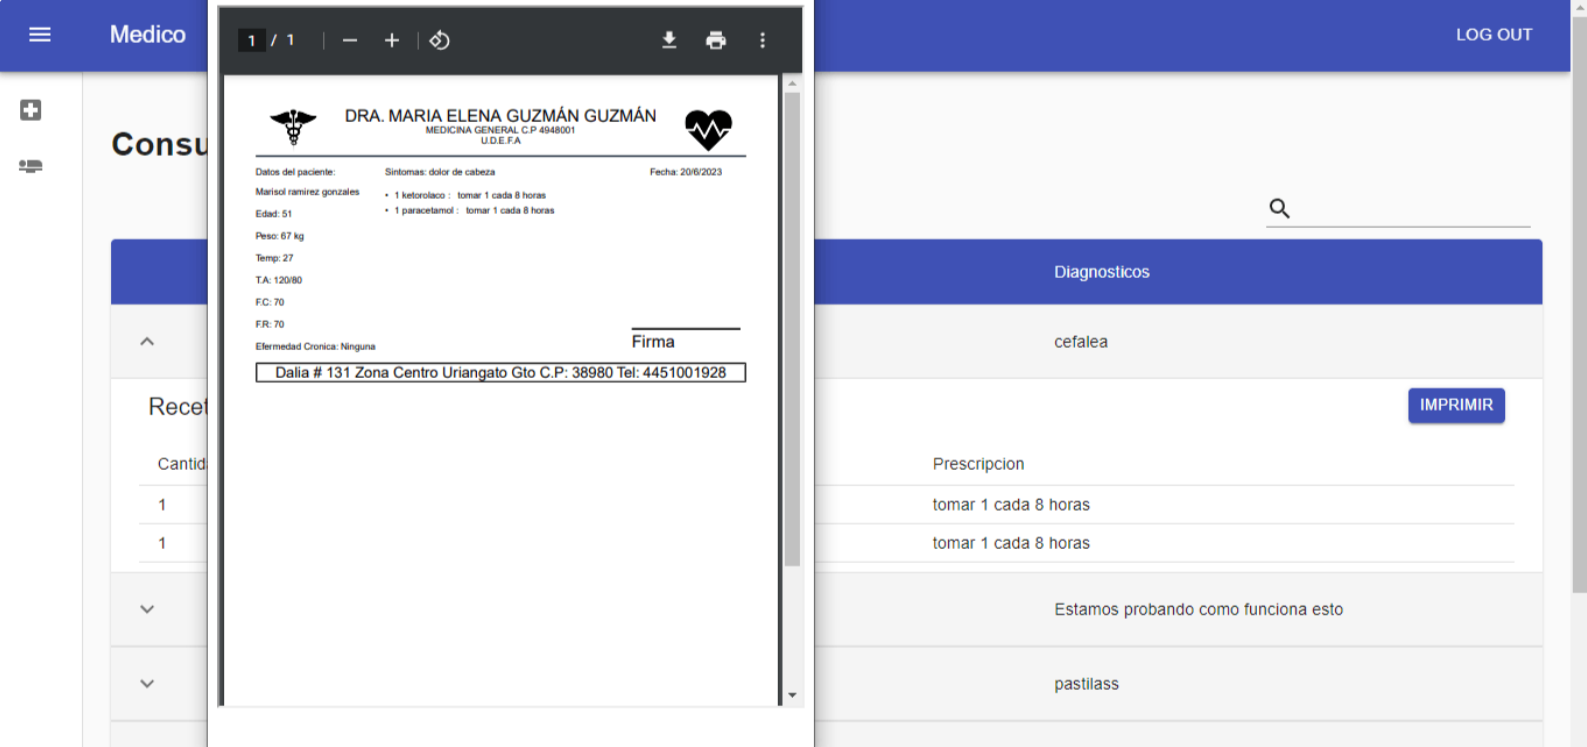 Medico
LOG OUT
1 / 1
DRA. MARIA ELENA GUZMÁN GUZMÁN
MEDICINA GENERAL C.P 4948001
U.D.E.F.A
Datos del paciente:
Sintomas: dolor de cabeza
Fecha: 20/6/2023
Marisol ramirez gonzales
• 1 ketorolaco : tomar 1 cada 8 horas
• 1 paracetamol : tomar 1 cada 8 horas
Edad: 51
Peso: 67 kg
Temp: 27
T.A: 120/80
F.C: 70
F.R: 70
Efermedad Cronica: Ninguna
Firma
Dalia # 131 Zona Centro Uriangato Gto C.P: 38980 Tel: 4451001928
Consu
Diagnosticos
cefalea
Recet
IMPRIMIR
Cantid
Prescripcion
1
tomar 1 cada 8 horas
1
tomar 1 cada 8 horas
Estamos probando como funciona esto
pastilass